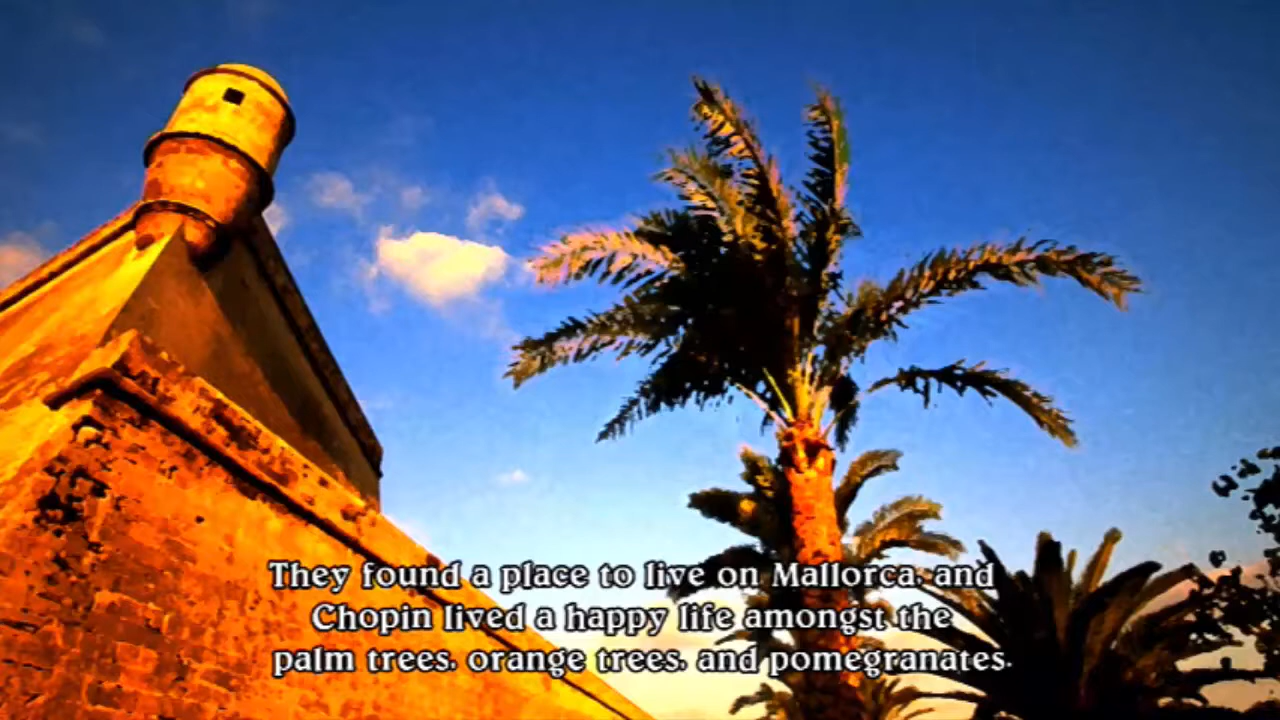 They found a place to live on Mallorca, and
Chopin lived a happy life amongst the
palm trees, orange trees, and pomegranates.